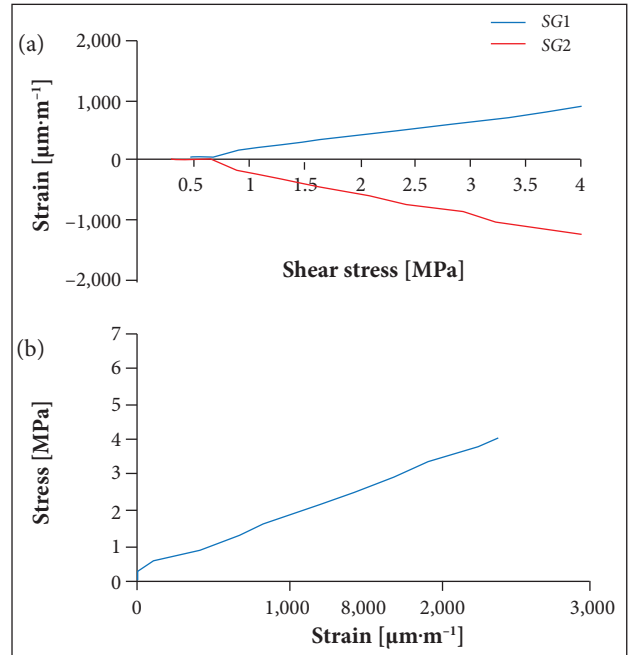 (a)
SG1
SG2
2,000
1,000
0
–1,000
–2,000
Strain [µm·m⁻¹]
0.5 1 1.5 2 2.5 3 3.5 4
Shear stress [MPa]
(b)
7
6
5
4
3
2
1
0
Stress [MPa]
0 1,000 8,000 2,000 3,000
Strain [µm·m⁻¹]